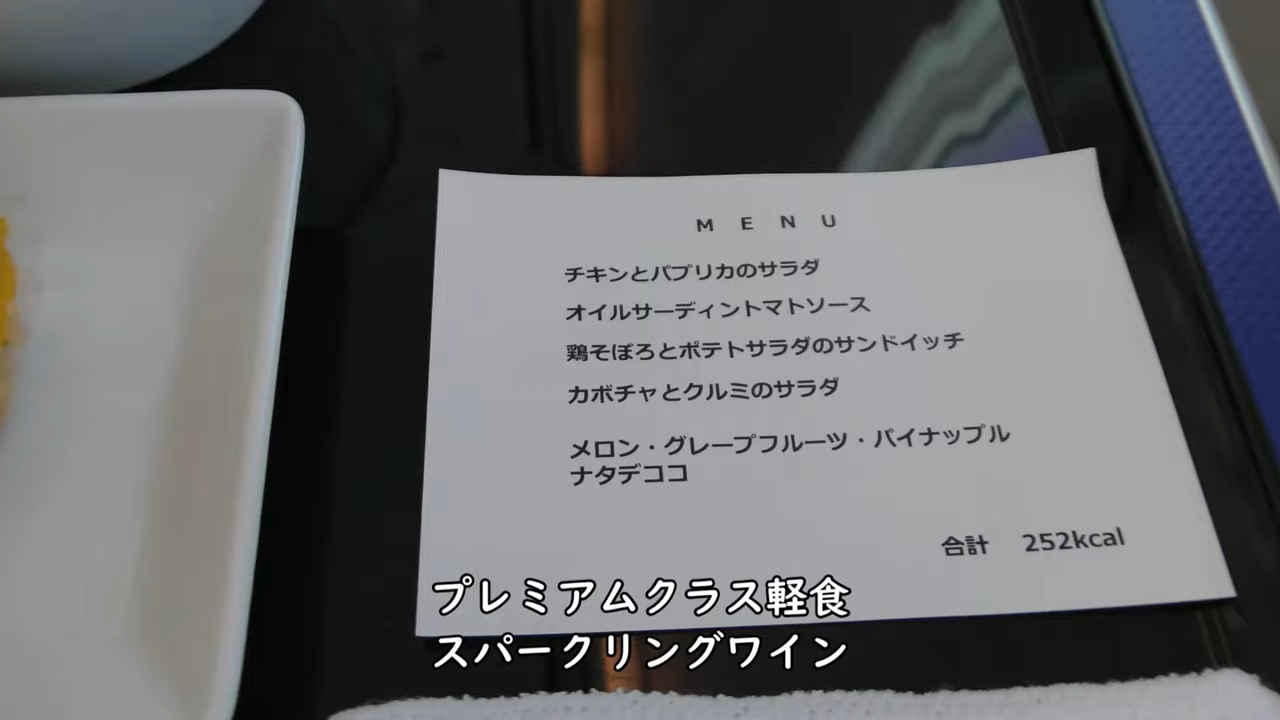 MENU
チキンとパプリカのサラダ
オイルサーディントマトソース
鶏そぼろとポテトサラダのサンドイッチ
カボチャとクルミのサラダ
メロン・グレープフルーツ・パイナップル
ナタデココ
合計 252kcal
プレミアムクラス軽食
スパークリングワイン